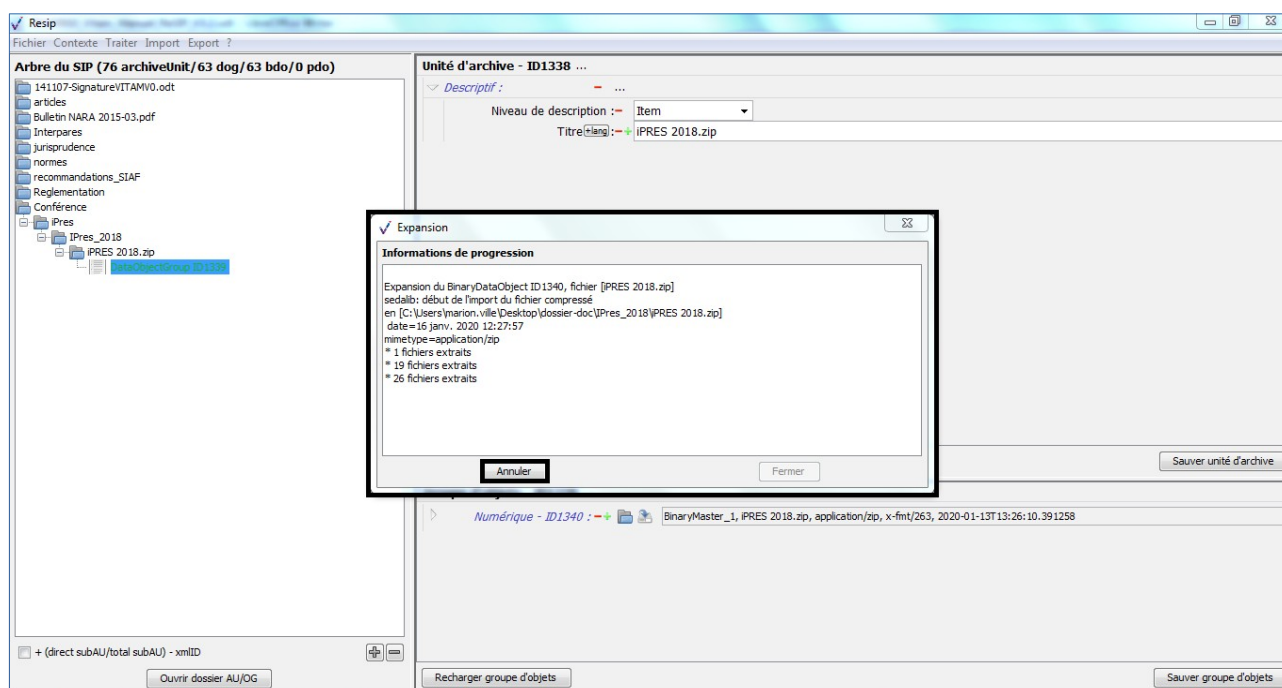 Resip
Fichier Contexte Traiter Import Export ?
Arbre du SIP (76 archiveUnit/63 dog/63 bdo/0 pdo)
141107-SignatureVITAMV0.odt
articles
Bulletin NARA 2015-03.pdf
Interpares
jurisprudence
normes
recommandations_SIAF
Reglementation
Conférence
iPres
IPres_2018
iPRES 2018.zip
DataObjectGroup ID1339
+ (direct subAU/total subAU) - xmlID
Ouvrir dossier AU/OG
Unité d'archive - ID1338 ...
Descriptif : − ...
Niveau de description :− Item
Titre +lang :−+ iPRES 2018.zip
Expansion
Informations de progression
Expansion du BinaryDataObject ID1340, fichier [iPRES 2018.zip]
sedalib: début de l'import du fichier compressé
en [C:\Users\marion.ville\Desktop\dossier-doc\IPres_2018\iPRES 2018.zip]
date=16 janv. 2020 12:27:57
mimetype=application/zip
* 1 fichiers extraits
* 19 fichiers extraits
* 26 fichiers extraits
Annuler
Fermer
Sauver unité d'archive
Numérique - ID1340 : −+ BinaryMaster_1, iPRES 2018.zip, application/zip, x-fmt/263, 2020-01-13T13:26:10.391258
Recharger groupe d'objets
Sauver groupe d'objets